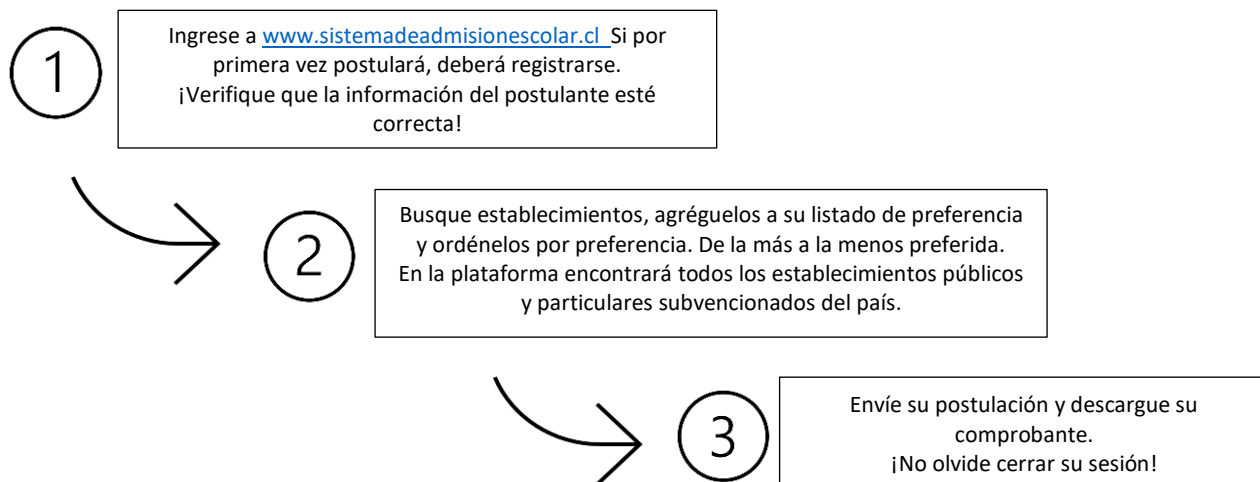 1
Ingrese a www.sistemadeadmisionescolar.cl Si por
primera vez postulará, deberá registrarse.
¡Verifique que la información del postulante esté
correcta!
2
Busque establecimientos, agréguelos a su listado de preferencia
y ordénelos por preferencia. De la más a la menos preferida.
En la plataforma encontrará todos los establecimientos públicos
y particulares subvencionados del país.
3
Envíe su postulación y descargue su
comprobante.
¡No olvide cerrar su sesión!